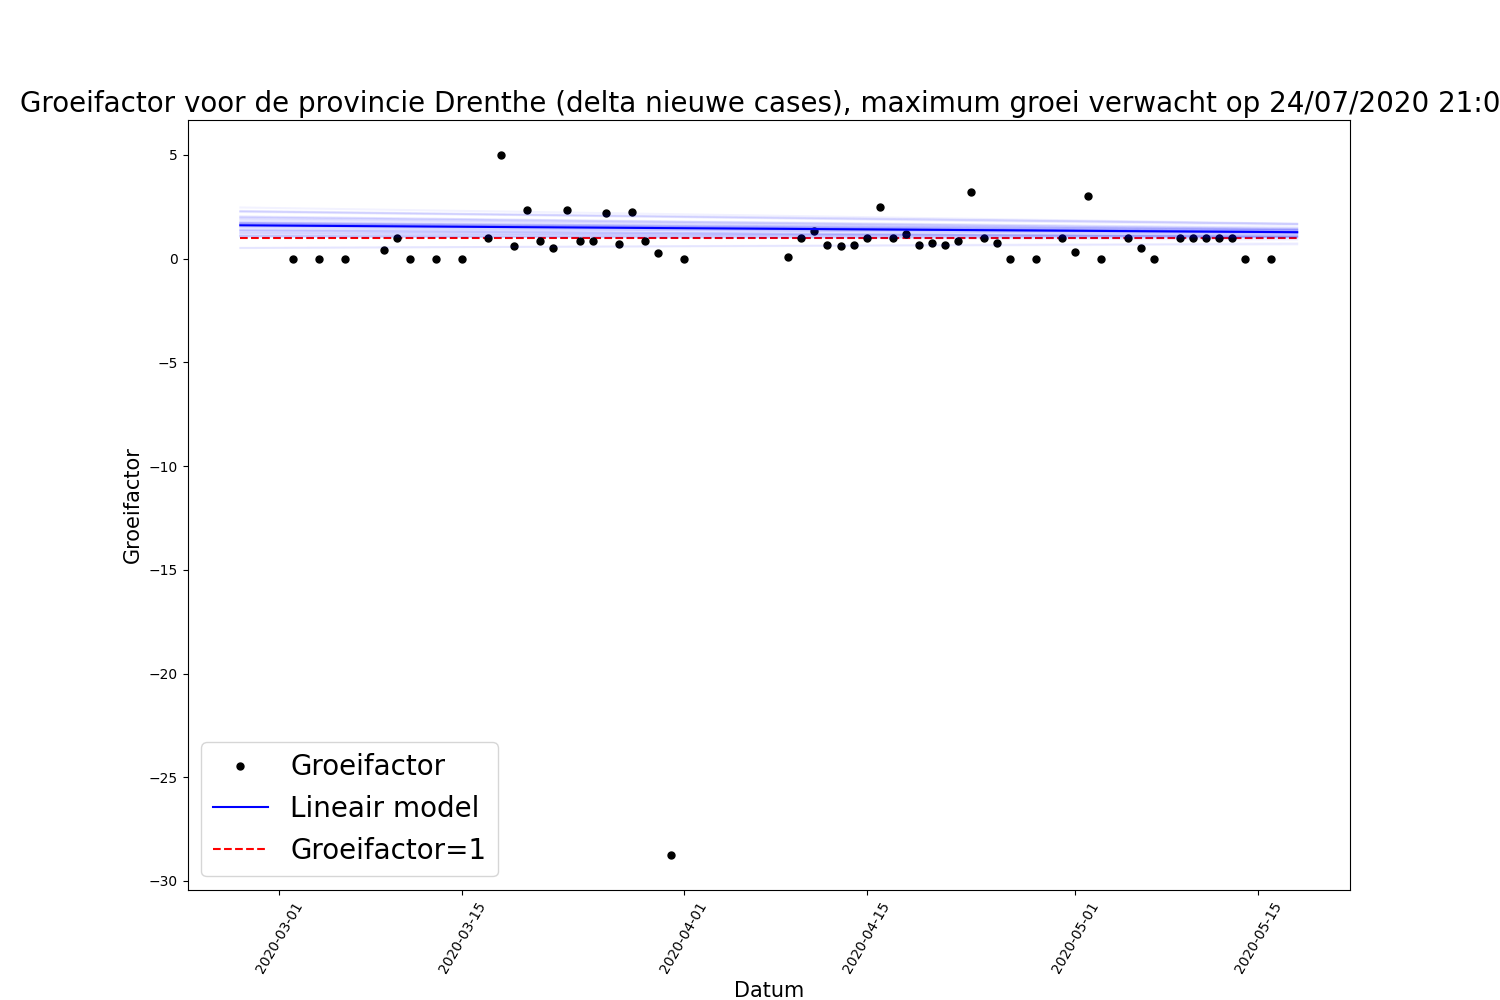 Groeifactor voor de provincie Drenthe (delta nieuwe cases), maximum groei verwacht op 24/07/2020 21:0
5
0
−5
−10
−15
−20
−25
−30
Groeifactor
Groeifactor
Lineair model
Groeifactor=1
2020-03-01
2020-03-15
2020-04-01
2020-04-15
2020-05-01
2020-05-15
Datum